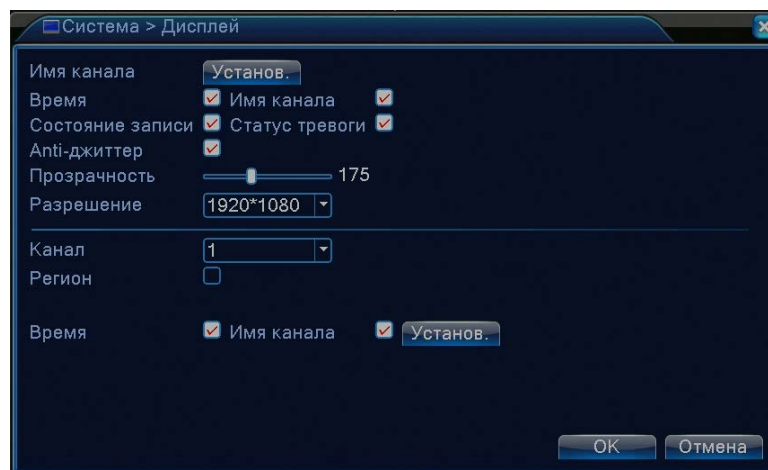 Система > Дисплей
Имя канала Установ.
Время Имя канала
Состояние записи Статус тревоги
Anti-джиттер
Прозрачность 175
Разрешение 1920*1080
Канал 1
Регион
Время Имя канала Установ.
OK Отмена